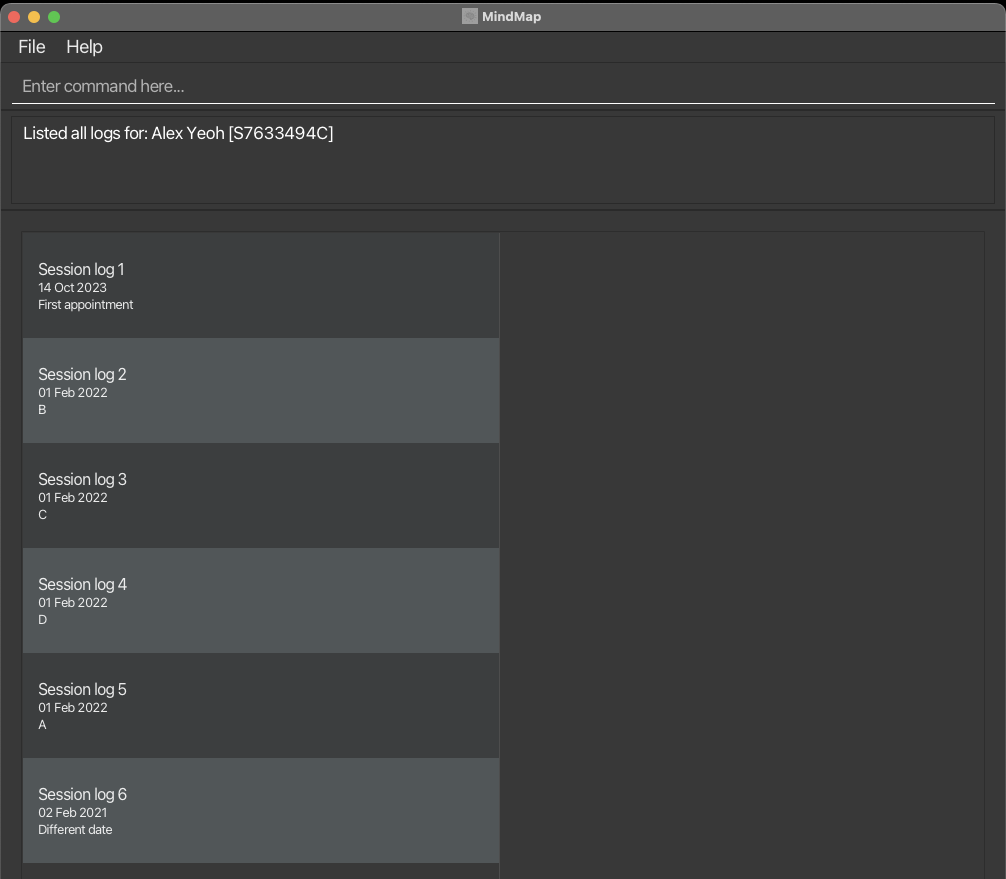 MindMap
File Help
Enter command here...
Listed all logs for: Alex Yeoh [S7633494C]
Session log 1
14 Oct 2023
First appointment
Session log 2
01 Feb 2022
B
Session log 3
01 Feb 2022
C
Session log 4
01 Feb 2022
D
Session log 5
01 Feb 2022
A
Session log 6
02 Feb 2021
Different date